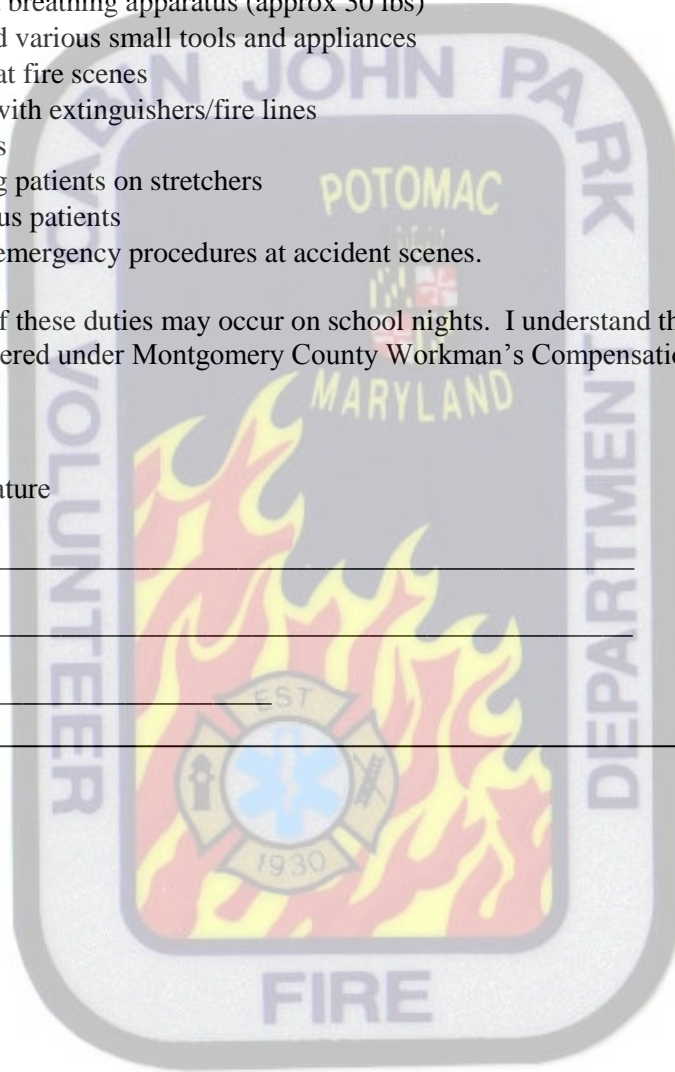 breathing apparatus (approx 30 lbs)
d various small tools and appliances
at fire scenes
with extinguishers/fire lines
s
g patients on stretchers
us patients
emergency procedures at accident scenes.
f these duties may occur on school nights. I understand th
ered under Montgomery County Workman's Compensatio
ature
CABIN JOHN PARK
VOLUNTEER
DEPARTMENT
POTOMAC
MARYLAND
EST
1930
FIRE